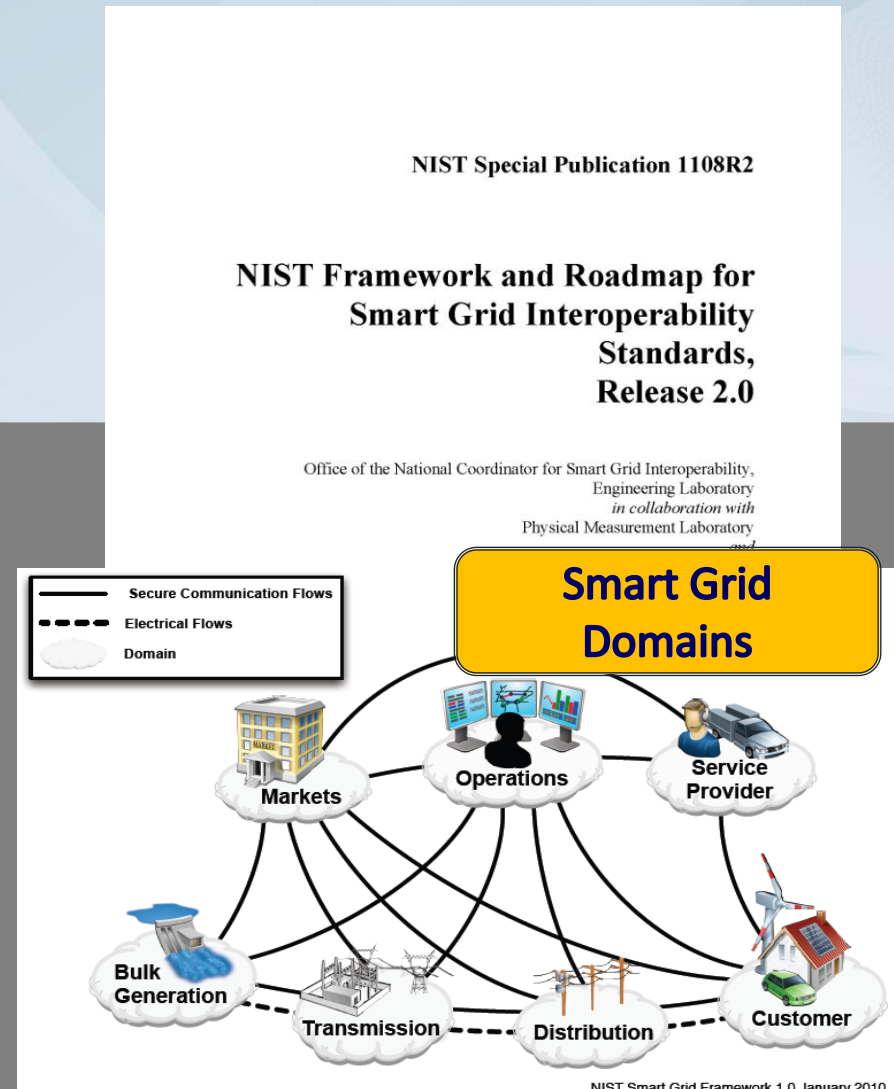 NIST Special Publication 1108R2
NIST Framework and Roadmap for
Smart Grid Interoperability
Standards,
Release 2.0
Office of the National Coordinator for Smart Grid Interoperability,
Engineering Laboratory
in collaboration with
Physical Measurement Laboratory
and
Smart Grid
Domains
Secure Communication Flows
Electrical Flows
Domain
MARKET
Markets
Operations
Service
Provider
Bulk
Generation
Transmission
Distribution
Customer
NIST Smart Grid Framework 1.0 January 2010